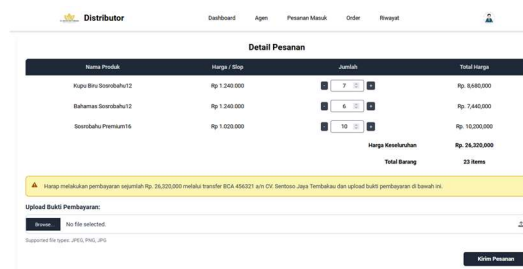 Distributor Dashboard Agen Pesanan Masuk Order Riwayat
Detail Pesanan
Nama Produk Harga / Slop Jumlah Total Harga
Kupu Biru Sosrobahu12 Rp 1.240.000 - 7 + Rp. 8,680,000
Bahamas Sosrobahu12 Rp 1.240.000 - 6 + Rp. 7,440,000
Sosrobahu Premium16 Rp 1.020.000 - 10 + Rp. 10,200,000
Harga Keseluruhan Rp. 26,320,000
Total Barang 23 items
Harap melakukan pembayaran sejumlah Rp. 26,320,000 melalui transfer BCA 456321 a/n CV. Sentoso Jaya Tembakau dan upload bukti pembayaran di bawah ini.
Upload Bukti Pembayaran:
Browse... No file selected.
Supported file types: JPEG, PNG, JPG
Kirim Pesanan